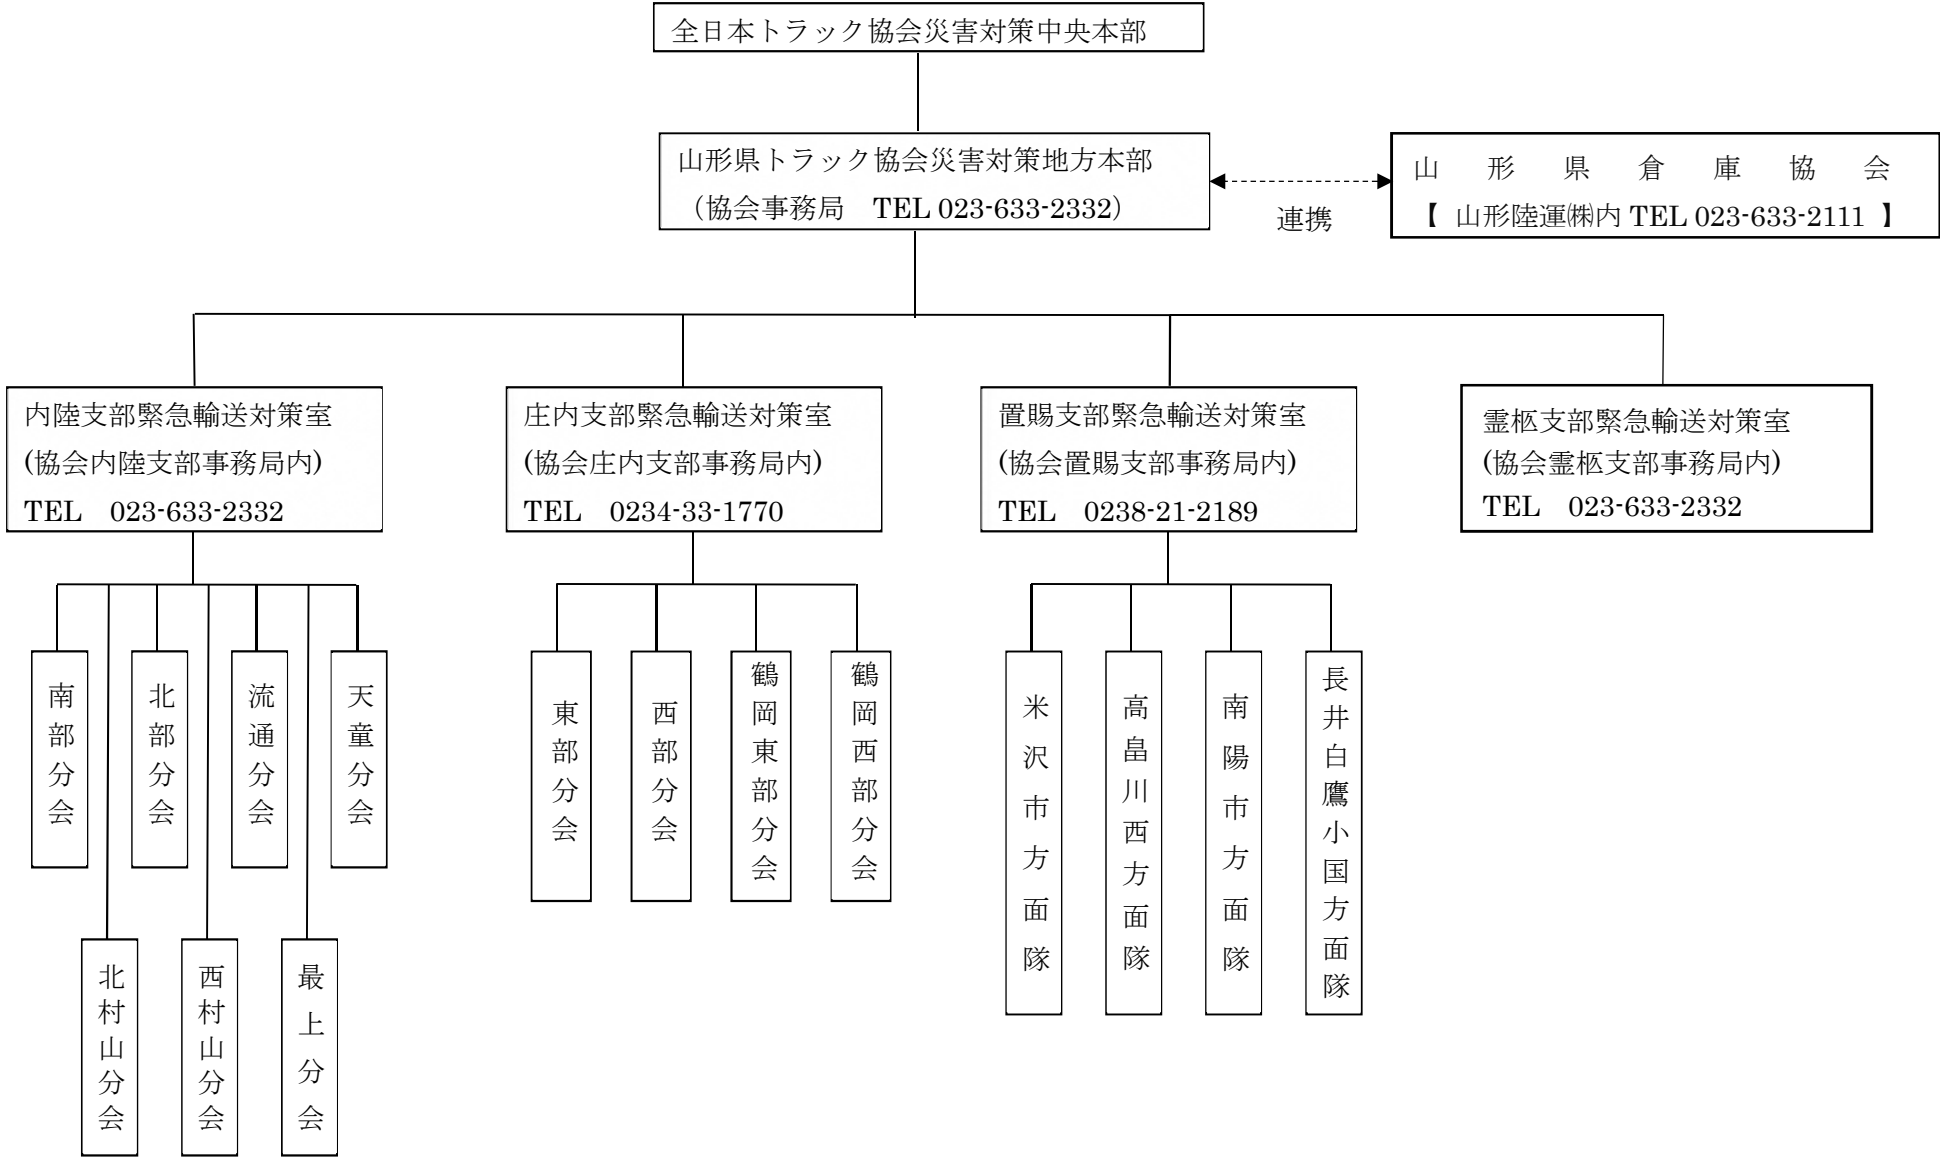 全日本トラック協会災害対策中央本部
山形県トラック協会災害対策地方本部
（協会事務局　TEL 023-633-2332）
連携
山形県倉庫協会
【 山形陸運㈱内 TEL 023-633-2111 】
内陸支部緊急輸送対策室
(協会内陸支部事務局内)
TEL　023-633-2332
庄内支部緊急輸送対策室
(協会庄内支部事務局内)
TEL　0234-33-1770
置賜支部緊急輸送対策室
(協会置賜支部事務局内)
TEL　0238-21-2189
霊柩支部緊急輸送対策室
(協会霊柩支部事務局内)
TEL　023-633-2332
南部分会
北部分会
流通分会
天童分会
北村山分会
西村山分会
最上分会
東部分会
西部分会
鶴岡東部分会
鶴岡西部分会
米沢市方面隊
高畠川西方面隊
南陽市方面隊
長井白鷹小国方面隊